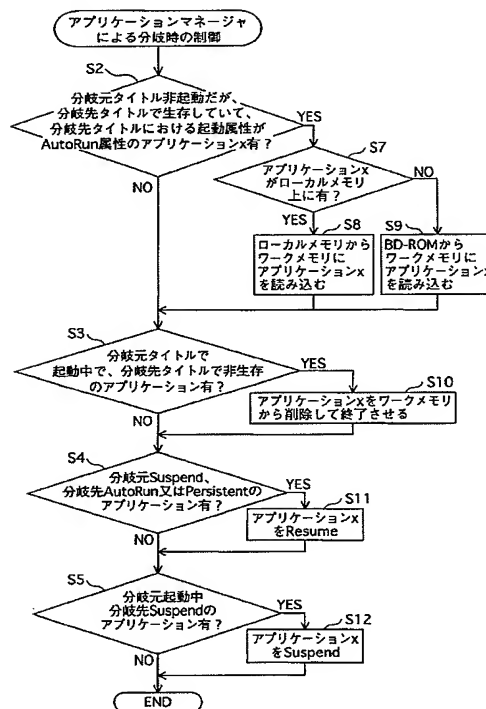 アプリケーションマネージャ
による分岐時の制御
S2
分岐元タイトル非起動だが、
分岐先タイトルで生存していて、
分岐先タイトルにおける起動属性が
AutoRun属性のアプリケーションx有？
YES
NO
S7
アプリケーションx
がローカルメモリ
上に有？
NO
YES
S8
ローカルメモリから
ワークメモリに
アプリケーションx
を読み込む
S9
BD-ROMから
ワークメモリに
アプリケーションx
を読み込む
S3
分岐元タイトルで
起動中で、分岐先タイトルで非生存
のアプリケーション有？
YES
NO
S10
アプリケーションxをワークメモリ
から削除して終了させる
S4
分岐元Suspend、
分岐先AutoRun又はPersistentの
アプリケーション有？
YES
NO
S11
アプリケーションx
をResume
S5
分岐元起動中
分岐先Suspendの
アプリケーション有？
YES
NO
S12
アプリケーションx
をSuspend
END